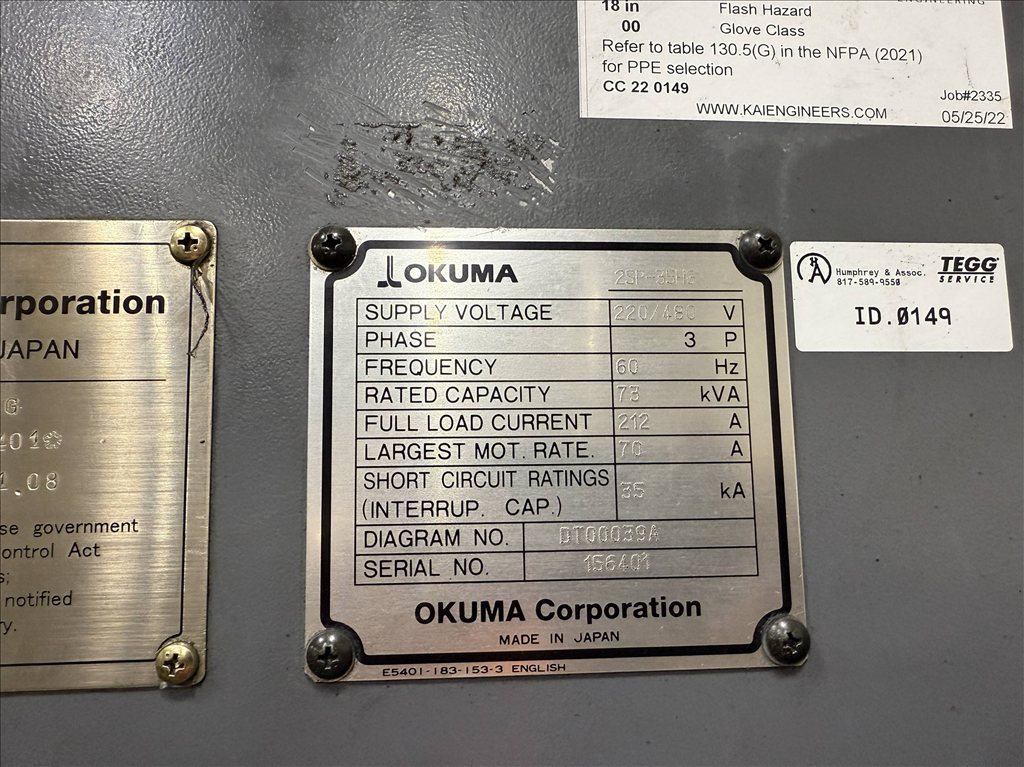 18 in Flash Hazard
00 Glove Class
Refer to table 130.5(G) in the NFPA (2021)
for PPE selection
CC 22 0149
Job#2335
WWW.KAIENGINEERS.COM
05/25/22
rporation
JAPAN
G
1.08
se government
ontrol Act
s;
notified
y.
OKUMA
SUPPLY VOLTAGE 220/480 V
PHASE 3 P
FREQUENCY 60 Hz
RATED CAPACITY 73 kVA
FULL LOAD CURRENT 212 A
LARGEST MOT. RATE. 70 A
SHORT CIRCUIT RATINGS
(INTERRUP. CAP.) 35 kA
DIAGRAM NO. DT00039A
SERIAL NO. 156401
OKUMA Corporation
MADE IN JAPAN
E5401-183-153-3 ENGLISH
HA
Humphrey & Assoc.
817-589-9550
TEGG
SERVICE
ID.0149